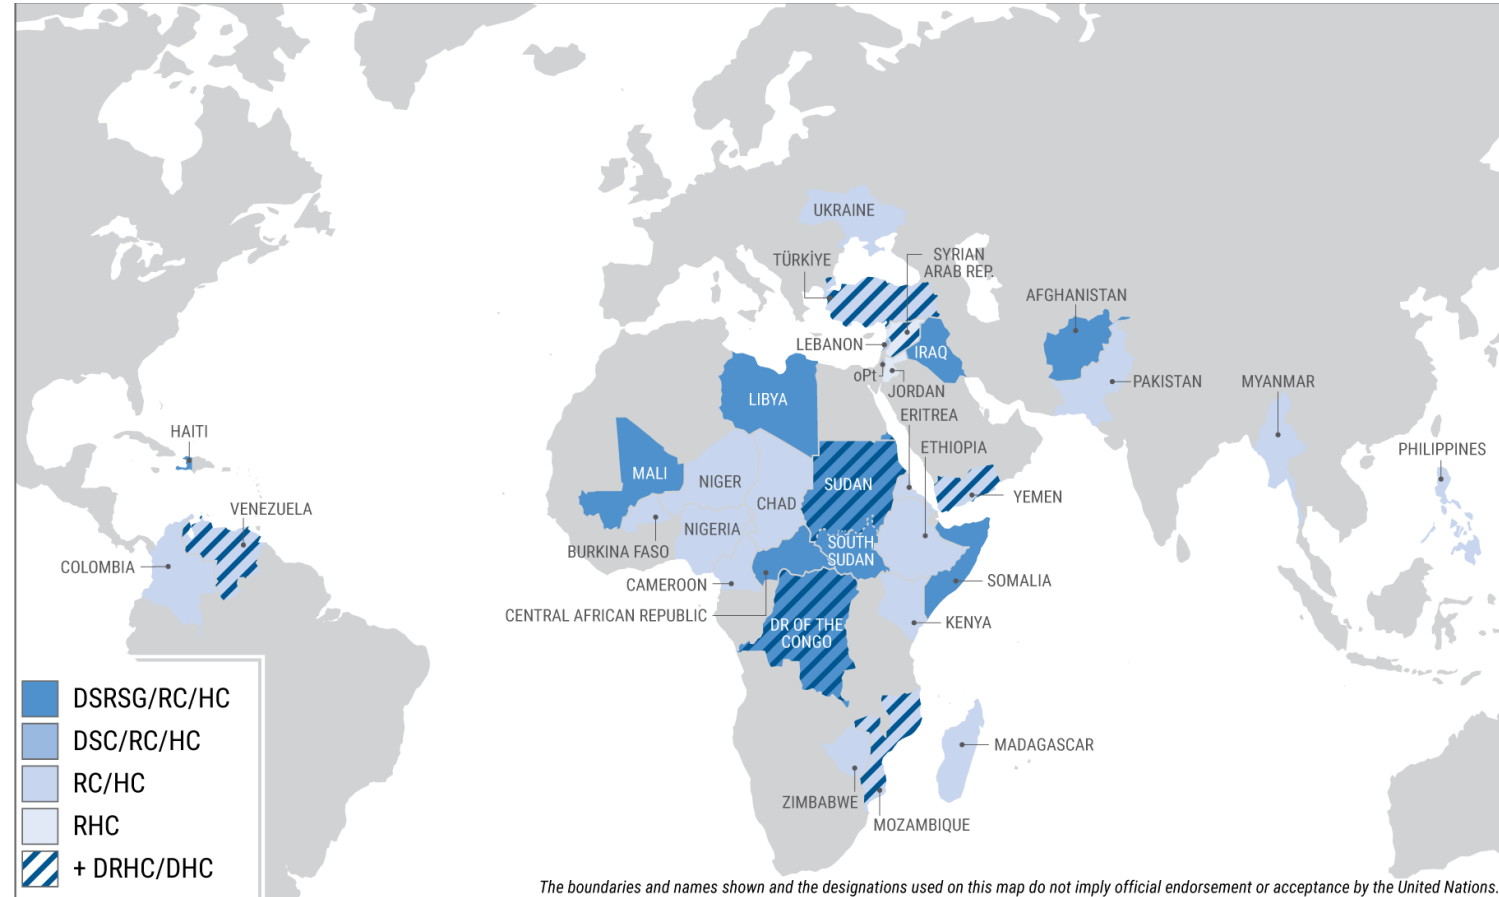 UKRAINE
TÜRKİYE
SYRIAN
ARAB REP.
AFGHANISTAN
LEBANON
IRAQ
oPt
JORDAN
PAKISTAN
MYANMAR
LIBYA
ERITREA
HAITI
ETHIOPIA
PHILIPPINES
MALI
NIGER
SUDAN
CHAD
YEMEN
VENEZUELA
NIGERIA
BURKINA FASO
SOUTH
SUDAN
COLOMBIA
CAMEROON
SOMALIA
CENTRAL AFRICAN REPUBLIC
KENYA
DR OF THE
CONGO
MADAGASCAR
ZIMBABWE
MOZAMBIQUE
DSRSG/RC/HC
DSC/RC/HC
RC/HC
RHC
+ DRHC/DHC
The boundaries and names shown and the designations used on this map do not imply official endorsement or acceptance by the United Nations.